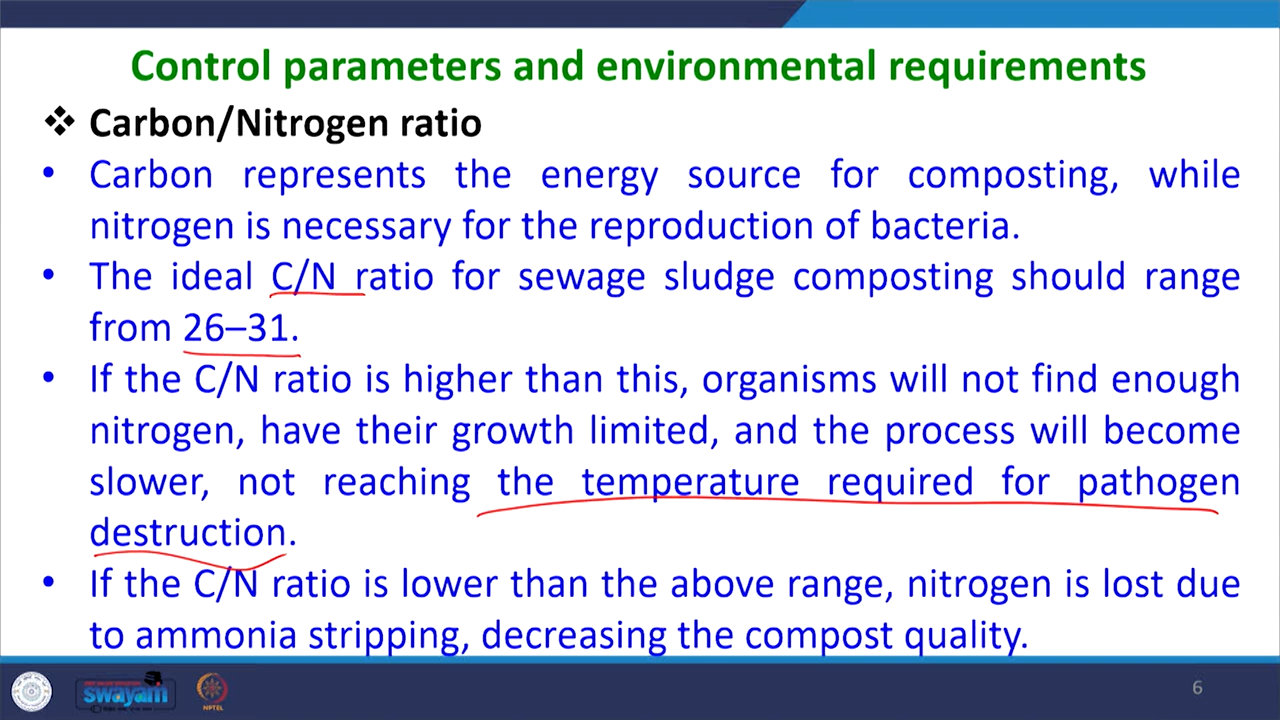 Control parameters and environmental requirements
❖ Carbon/Nitrogen ratio
• Carbon represents the energy source for composting, while
nitrogen is necessary for the reproduction of bacteria.
• The ideal C/N ratio for sewage sludge composting should range
from 26–31.
• If the C/N ratio is higher than this, organisms will not find enough
nitrogen, have their growth limited, and the process will become
slower, not reaching the temperature required for pathogen
destruction.
• If the C/N ratio is lower than the above range, nitrogen is lost due
to ammonia stripping, decreasing the compost quality.
swayam
NPTEL
6